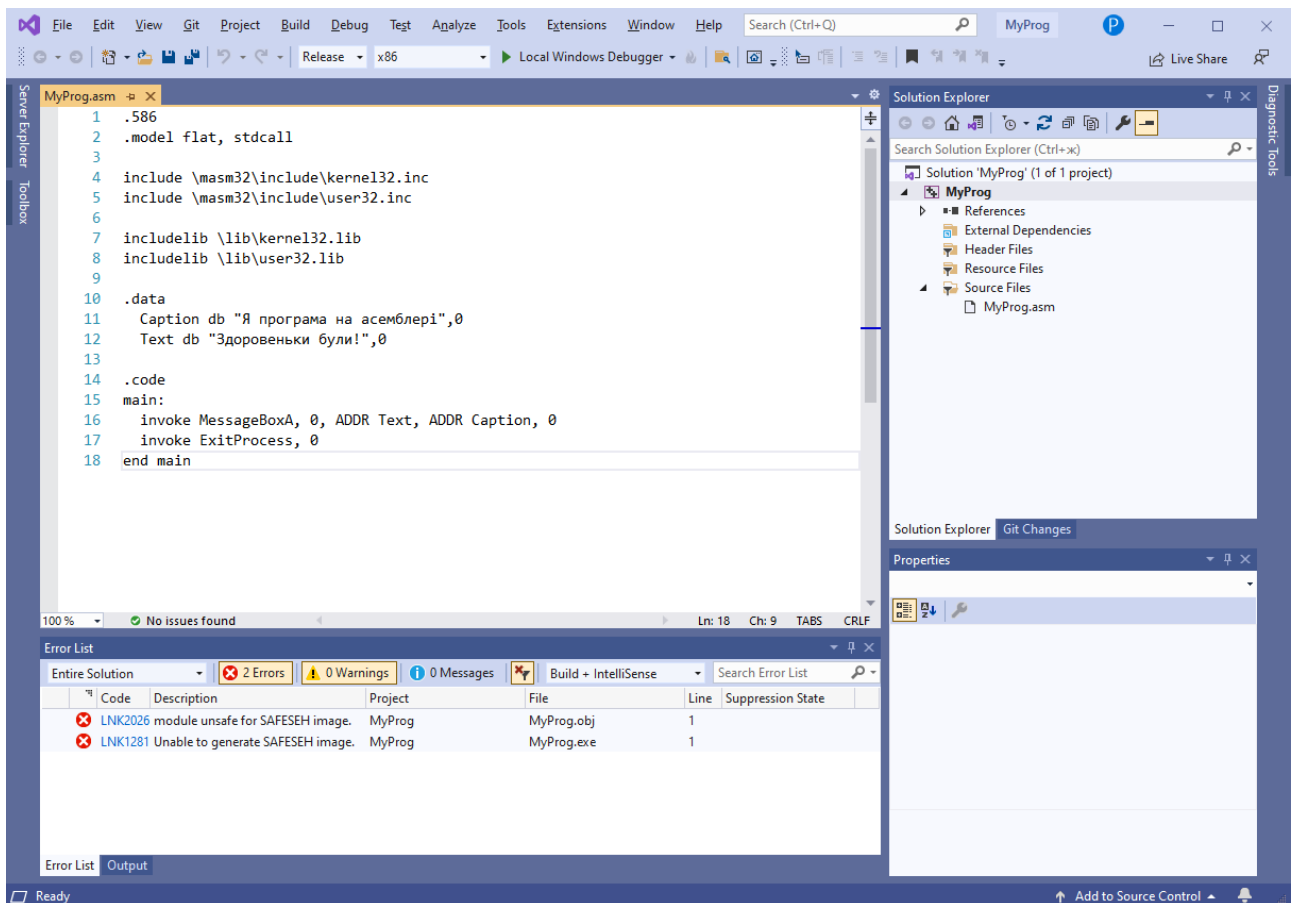 File Edit View Git Project Build Debug Test Analyze Tools Extensions Window Help Search (Ctrl+Q) MyProg P
Release x86 Local Windows Debugger Live Share
Server Explorer
Toolbox
MyProg.asm
1 .586
2 .model flat, stdcall
3
4 include \masm32\include\kernel32.inc
5 include \masm32\include\user32.inc
6
7 includelib \lib\kernel32.lib
8 includelib \lib\user32.lib
9
10 .data
11 Caption db "Я програма на асемблері",0
12 Text db "Здоровеньки були!",0
13
14 .code
15 main:
16 invoke MessageBoxA, 0, ADDR Text, ADDR Caption, 0
17 invoke ExitProcess, 0
18 end main
100 % No issues found Ln: 18 Ch: 9 TABS CRLF
Error List
Entire Solution 2 Errors 0 Warnings 0 Messages Build + IntelliSense Search Error List
Code Description Project File Line Suppression State
LNK2026 module unsafe for SAFESEH image. MyProg MyProg.obj 1
LNK1281 Unable to generate SAFESEH image. MyProg MyProg.exe 1
Error List Output
Solution Explorer
Search Solution Explorer (Ctrl+ж)
Solution 'MyProg' (1 of 1 project)
MyProg
References
External Dependencies
Header Files
Resource Files
Source Files
MyProg.asm
Solution Explorer Git Changes
Properties
Diagnostic Tools
Ready Add to Source Control